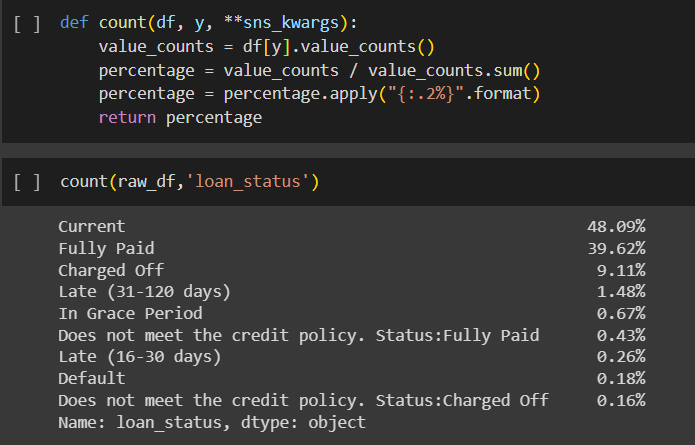 [ ] def count(df, y, **sns_kwargs):
value_counts = df[y].value_counts()
percentage = value_counts / value_counts.sum()
percentage = percentage.apply("{:.2%}".format)
return percentage
[ ] count(raw_df,'loan_status')
Current 48.09%
Fully Paid 39.62%
Charged Off 9.11%
Late (31-120 days) 1.48%
In Grace Period 0.67%
Does not meet the credit policy. Status:Fully Paid 0.43%
Late (16-30 days) 0.26%
Default 0.18%
Does not meet the credit policy. Status:Charged Off 0.16%
Name: loan_status, dtype: object